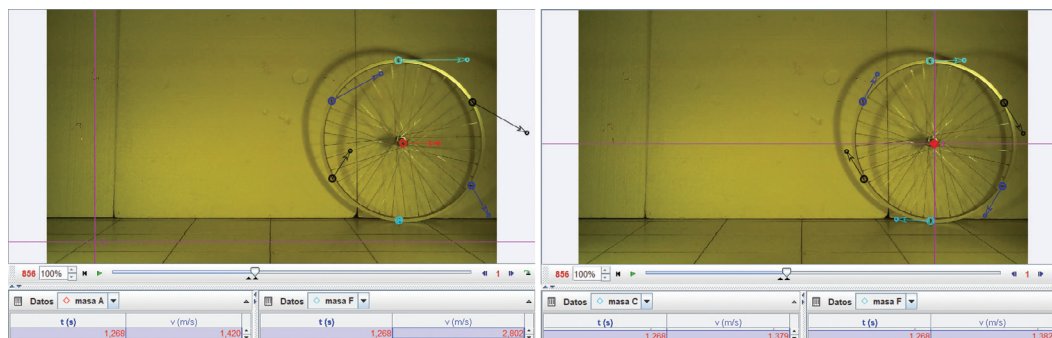 856 100% 1
856 100% 1
Datos masa A
Datos masa F
Datos masa C
Datos masa F
t (s) v (m/s)
t (s) v (m/s)
t (s) v (m/s)
t (s) v (m/s)
1,268 1,420
1,268 2,802
1,268 1,379
1,268 1,382